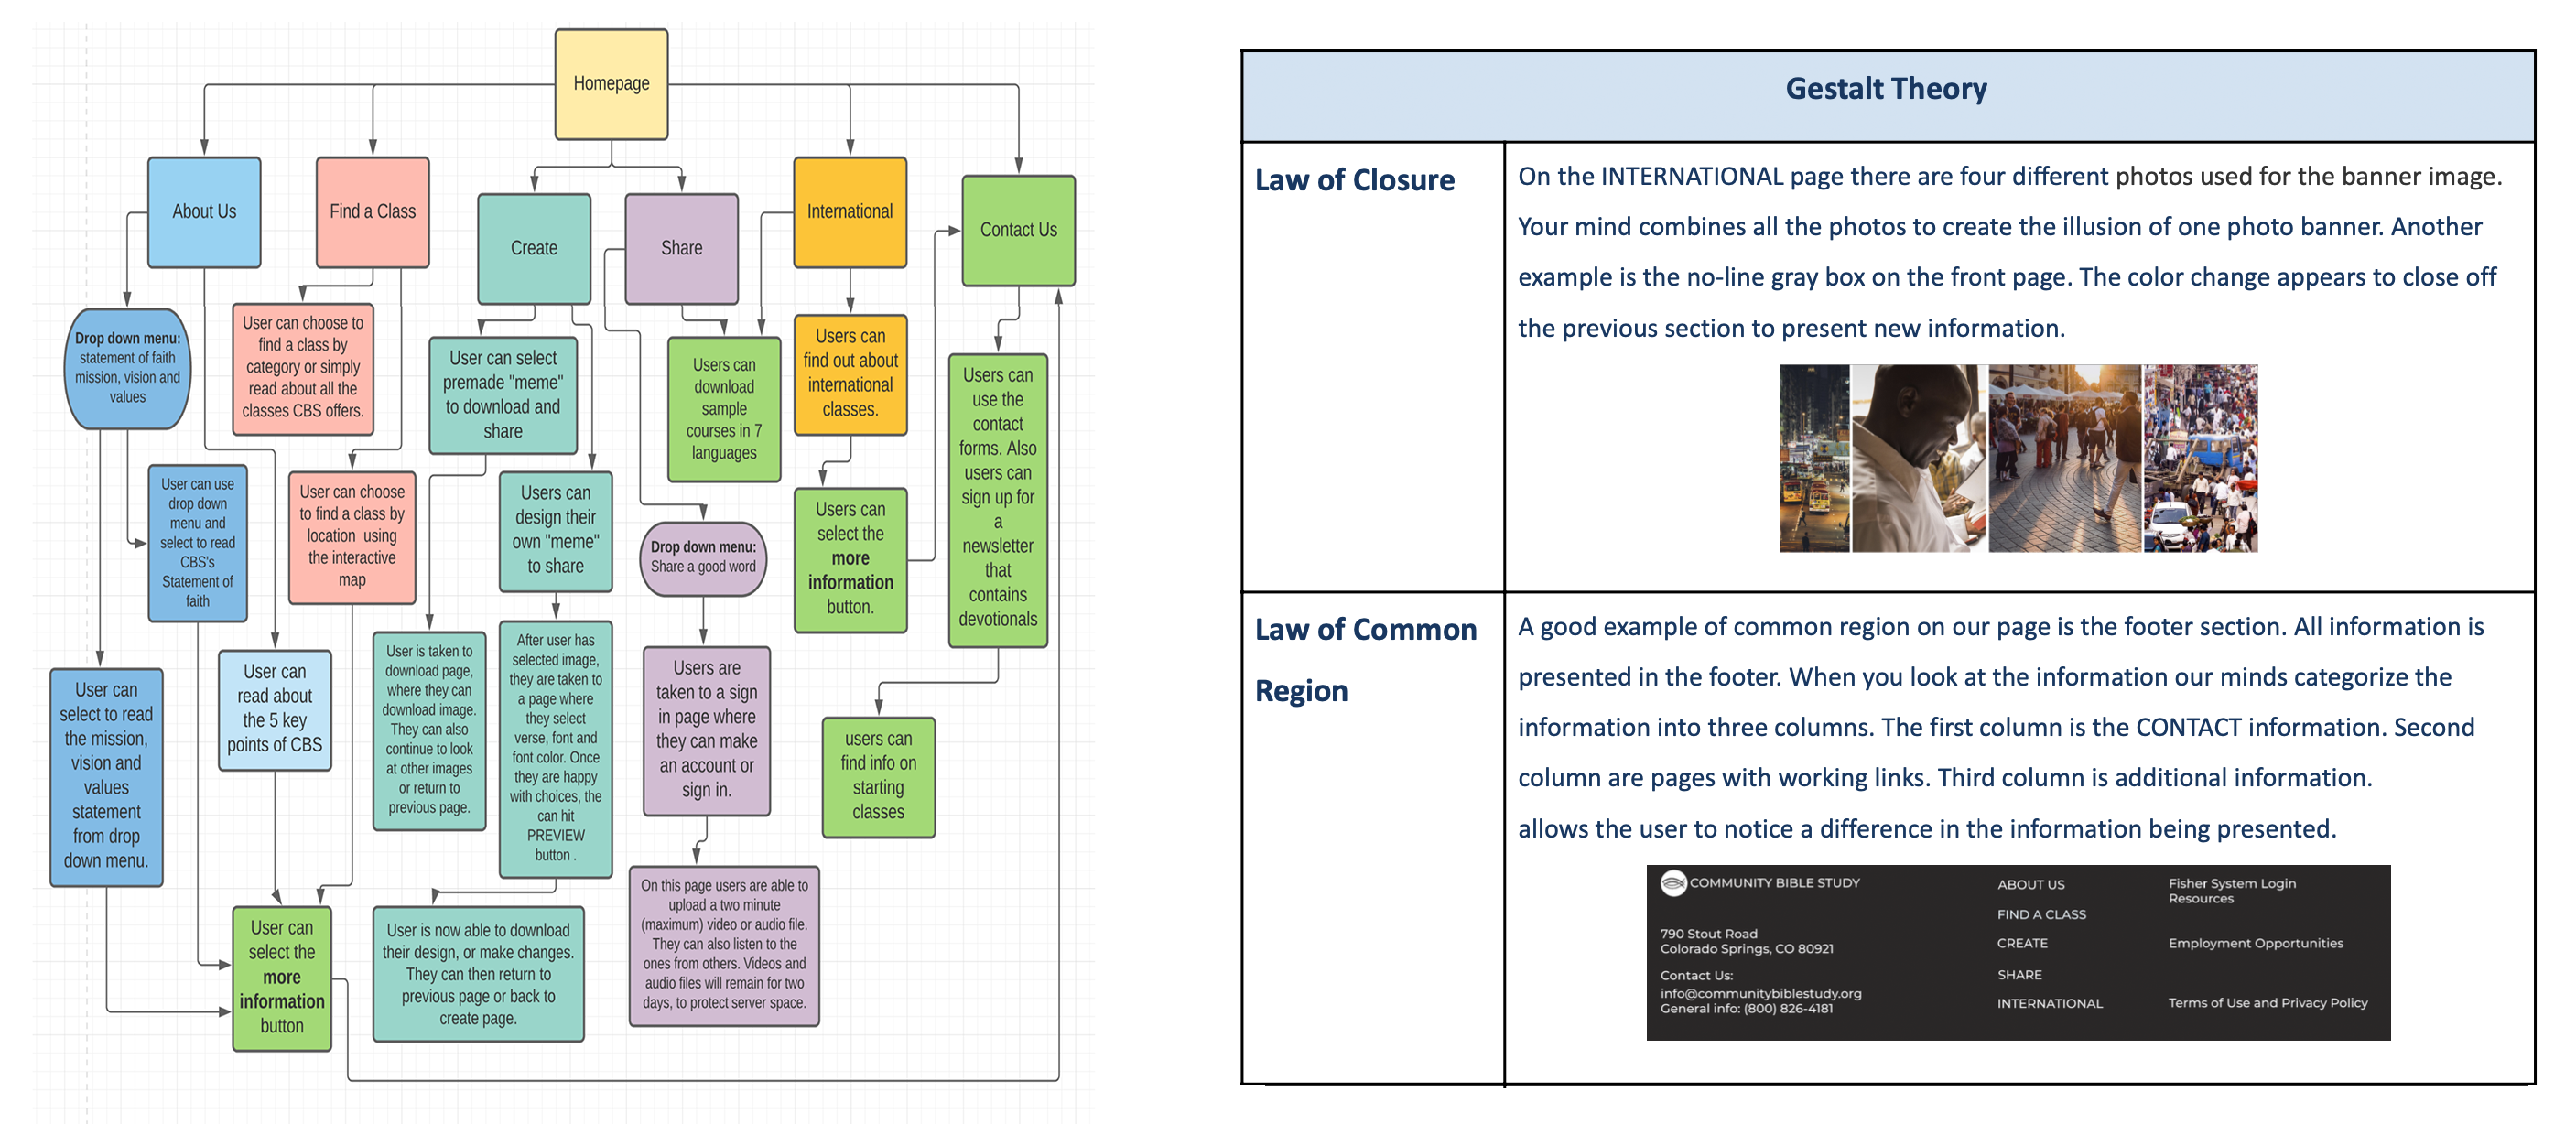 Homepage
About Us
Find a Class
Create
Share
International
Contact Us
Drop down menu:
statement of faith
mission, vision and
values
User can choose to
find a class by
category or simply
read about all the
classes CBS offers.
User can select
premade "meme"
to download and
share
Users can
download
sample
courses in 7
languages
Users can
find out about
international
classes.
Users can
use the
contact
forms. Also
users can
sign up for
a
newsletter
that
contains
devotionals
User can use
drop down
menu and
select to read
CBS's
Statement of
faith
User can choose
to find a class by
location using
the interactive
map
Users can
design their
own "meme"
to share
Drop down menu:
Share a good word
Users can
select the
more
information
button.
User can
select to read
the mission,
vision and
values
statement
from drop
down menu.
User can
read about
the 5 key
points of CBS
User is taken to
download page,
where they can
download image.
They can also
continue to look
at other images
or return to
previous page.
After user has
selected image,
they are taken to
a page where
they select
verse, font and
font color. Once
they are happy
with choices, the
can hit
PREVIEW
button .
Users are
taken to a sign
in page where
they can make
an account or
sign in.
users can
find info on
starting
classes
User can
select the
more
information
button
User is now able to download
their design, or make changes.
They can then return to
previous page or back to
create page.
On this page users are able to
upload a two minute
(maximum) video or audio file.
They can also listen to the
ones from others. Videos and
audio files will remain for two
days, to protect server space.
Gestalt Theory
Law of Closure
On the INTERNATIONAL page there are four different photos used for the banner image.
Your mind combines all the photos to create the illusion of one photo banner. Another
example is the no-line gray box on the front page. The color change appears to close off
the previous section to present new information.
Law of Common
Region
A good example of common region on our page is the footer section. All information is
presented in the footer. When you look at the information our minds categorize the
information into three columns. The first column is the CONTACT information. Second
column are pages with working links. Third column is additional information.
allows the user to notice a difference in the information being presented.
COMMUNITY BIBLE STUDY
790 Stout Road
Colorado Springs, CO 80921
Contact Us:
info@communitybiblestudy.org
General info: (800) 826-4181
ABOUT US
FIND A CLASS
CREATE
SHARE
INTERNATIONAL
Fisher System Login
Resources
Employment Opportunities
Terms of Use and Privacy Policy